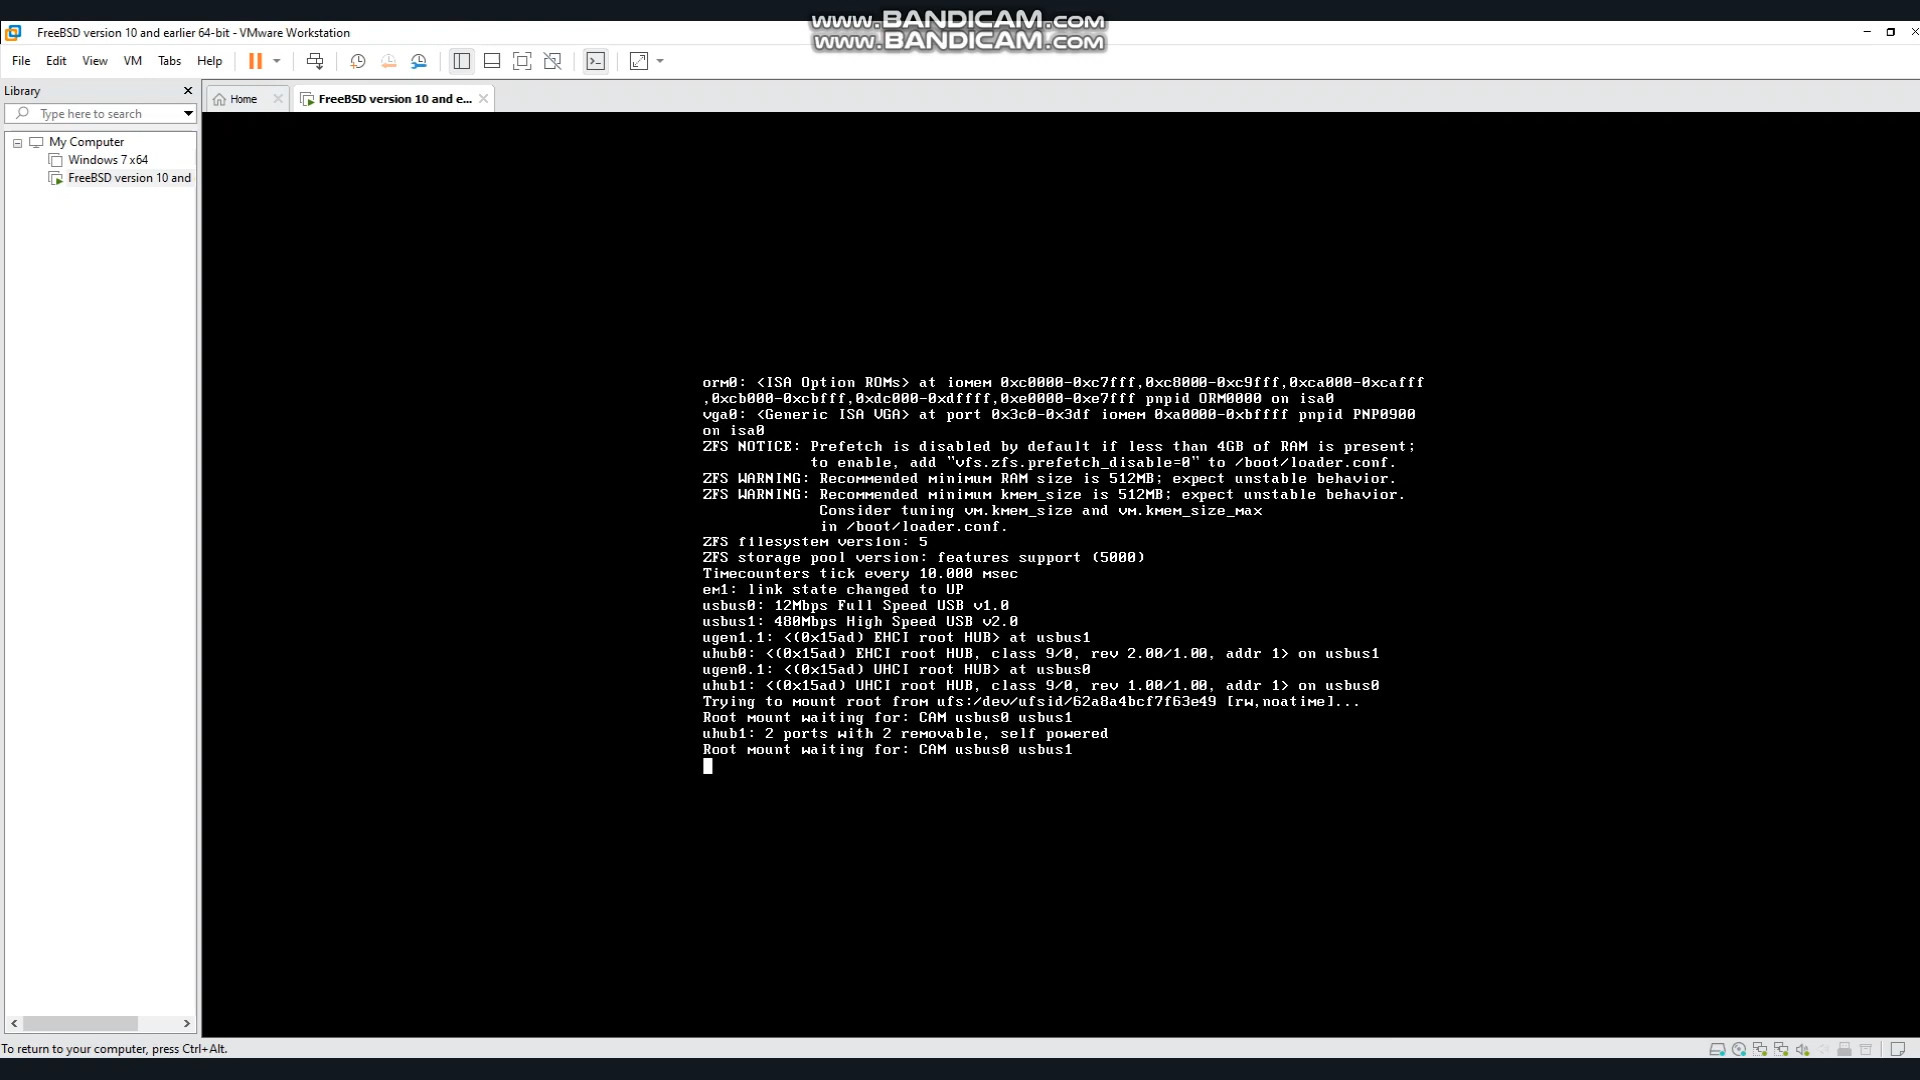 www.BANDICAM.com
www.BANDICAM.com
FreeBSD version 10 and earlier 64-bit - VMware Workstation
File Edit View VM Tabs Help
Library
Home
FreeBSD version 10 and e...
Type here to search
My Computer
Windows 7 x64
FreeBSD version 10 and
orm0: <ISA Option ROMs> at iomem 0xc0000-0xc7fff,0xc8000-0xc9fff,0xca000-0xcafff
,0xcb000-0xcbfff,0xdc000-0xdffff,0xe0000-0xe7fff pnpid ORM0000 on isa0
vga0: <Generic ISA VGA> at port 0x3c0-0x3df iomem 0xa0000-0xbffff pnpid PNP0900
on isa0
ZFS NOTICE: Prefetch is disabled by default if less than 4GB of RAM is present;
to enable, add "vfs.zfs.prefetch_disable=0" to /boot/loader.conf.
ZFS WARNING: Recommended minimum RAM size is 512MB; expect unstable behavior.
ZFS WARNING: Recommended minimum kmem_size is 512MB; expect unstable behavior.
Consider tuning vm.kmem_size and vm.kmem_size_max
in /boot/loader.conf.
ZFS filesystem version: 5
ZFS storage pool version: features support (5000)
Timecounters tick every 10.000 msec
em1: link state changed to UP
usbus0: 12Mbps Full Speed USB v1.0
usbus1: 480Mbps High Speed USB v2.0
ugen1.1: <(0x15ad) EHCI root HUB> at usbus1
uhub0: <(0x15ad) EHCI root HUB, class 9/0, rev 2.00/1.00, addr 1> on usbus1
ugen0.1: <(0x15ad) UHCI root HUB> at usbus0
uhub1: <(0x15ad) UHCI root HUB, class 9/0, rev 1.00/1.00, addr 1> on usbus0
Trying to mount root from ufs:/dev/ufsid/62a8a4bcf7f63e49 [rw,noatime]...
Root mount waiting for: CAM usbus0 usbus1
uhub1: 2 ports with 2 removable, self powered
Root mount waiting for: CAM usbus0 usbus1
To return to your computer, press Ctrl+Alt.